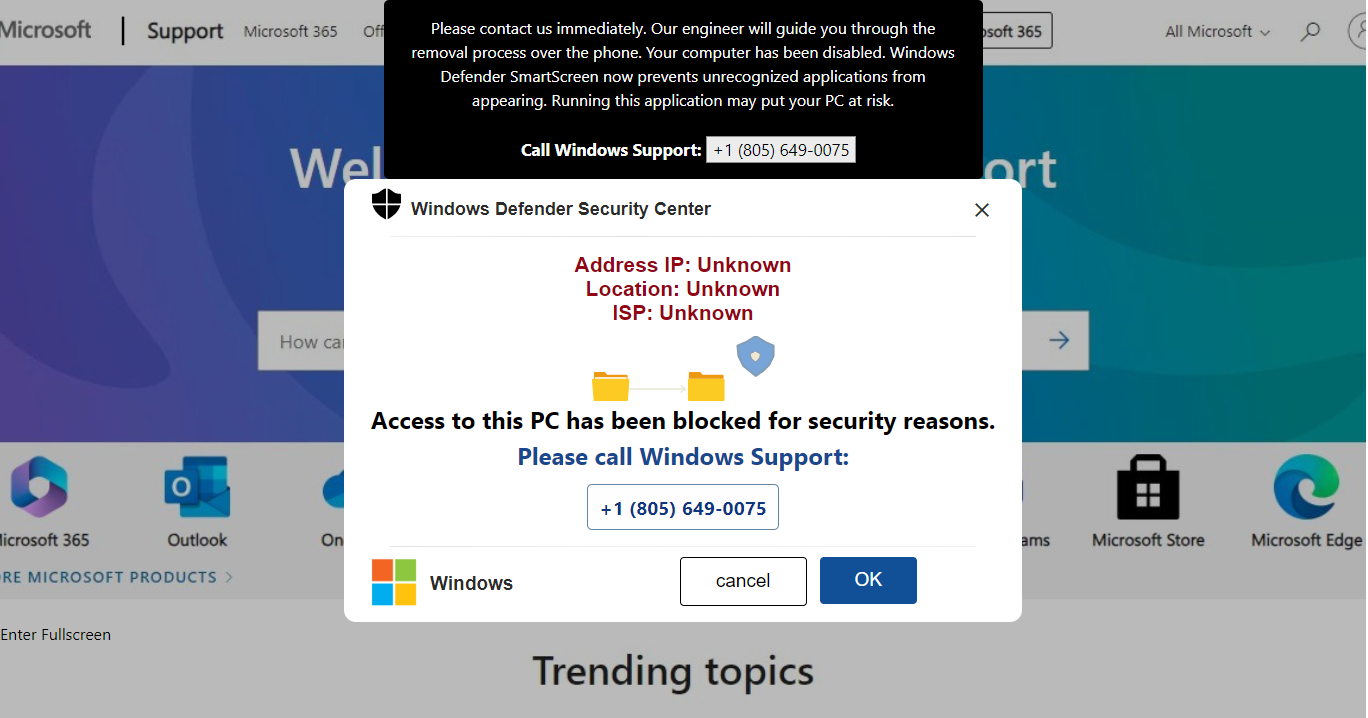 Microsoft
Support
Microsoft 365
Off
osoft 365
All Microsoft
Please contact us immediately. Our engineer will guide you through the
removal process over the phone. Your computer has been disabled. Windows
Defender SmartScreen now prevents unrecognized applications from
appearing. Running this application may put your PC at risk.
Call Windows Support: +1 (805) 649-0075
Wel
ort
Windows Defender Security Center
Address IP: Unknown
Location: Unknown
ISP: Unknown
How can
Access to this PC has been blocked for security reasons.
Please call Windows Support:
+1 (805) 649-0075
icrosoft 365
Outlook
On
ams
Microsoft Store
Microsoft Edge
RE MICROSOFT PRODUCTS
Windows
cancel
OK
Enter Fullscreen
Trending topics